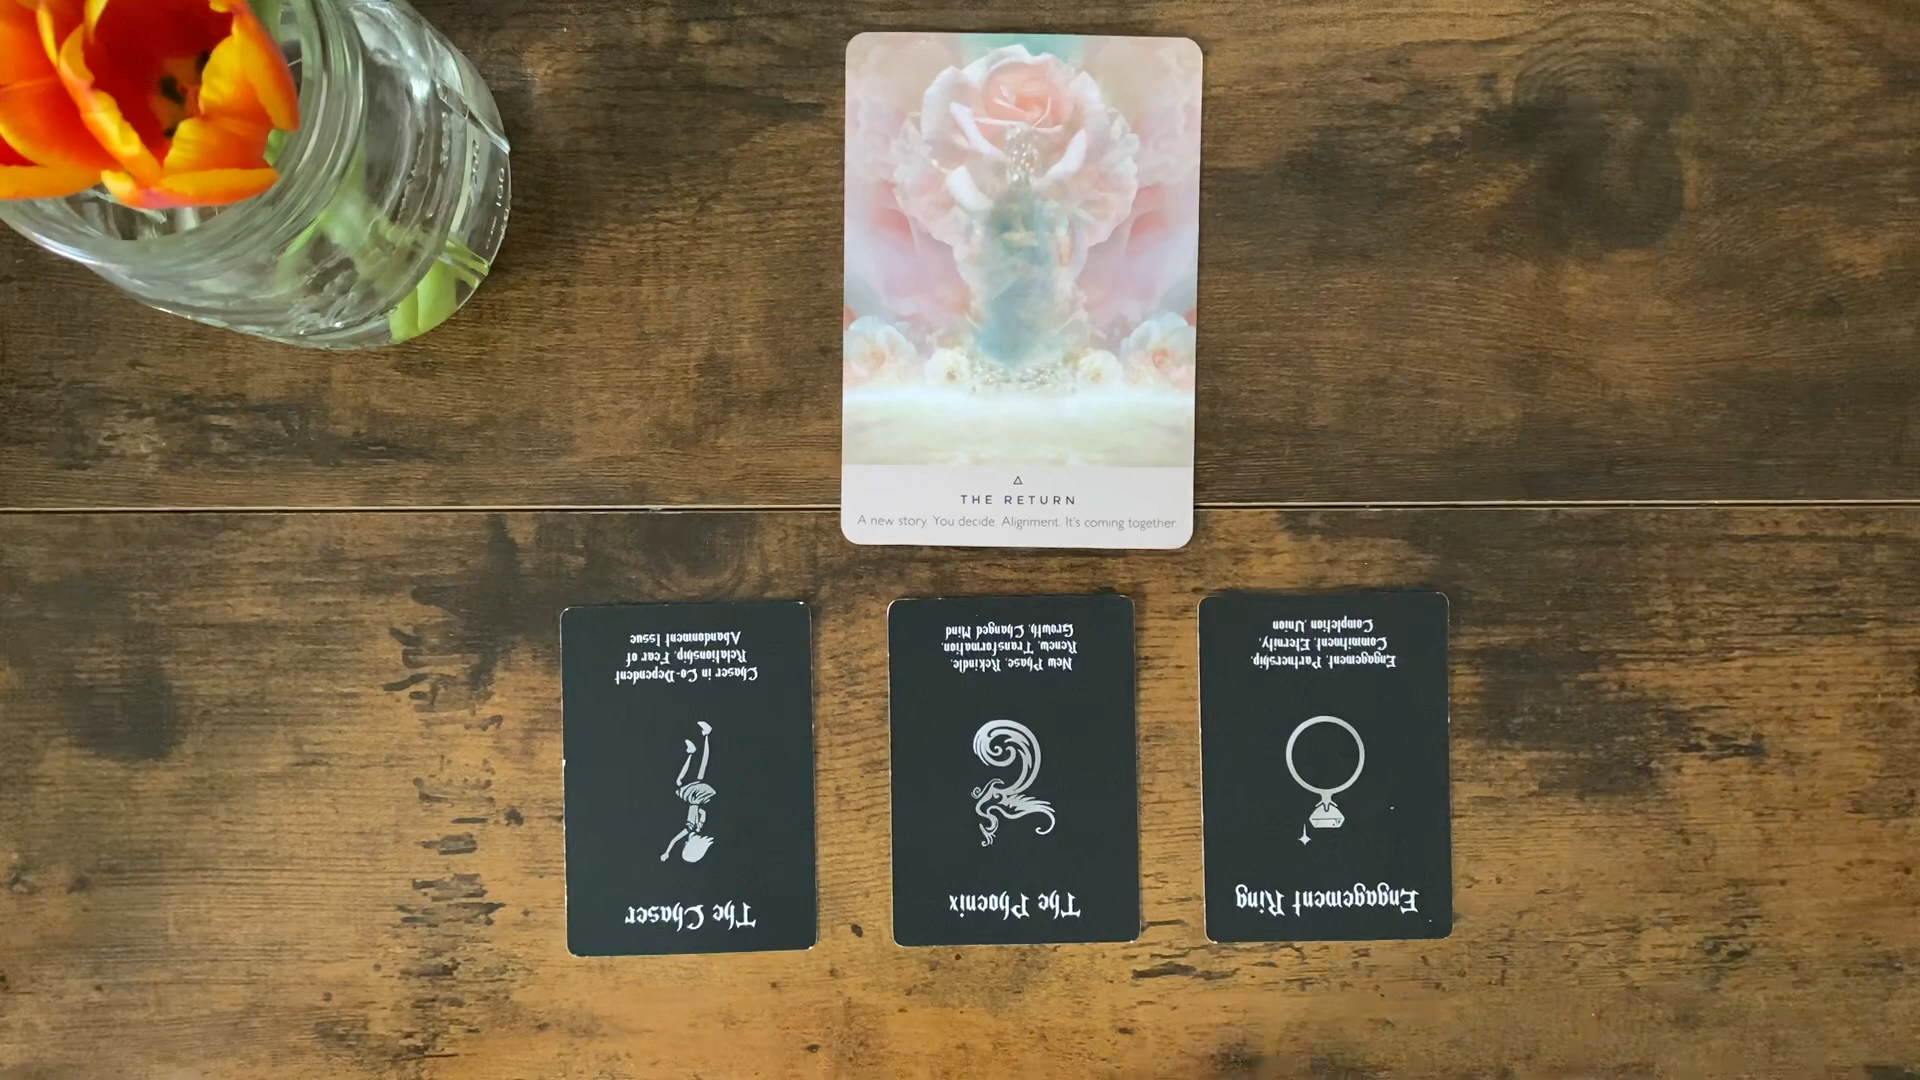 THE RETURN
A new story. You decide. Alignment. It's coming together.
The Chaser
Chaser in Co-Dependent
Relationship, Fear of
Abandonment Issue
The Phoenix
New Phase, Rekindle,
Renew, Transformation,
Growth, Changed Mind
Engagement Ring
Engagement, Partnership,
Commitment, Eternity,
Completion Union